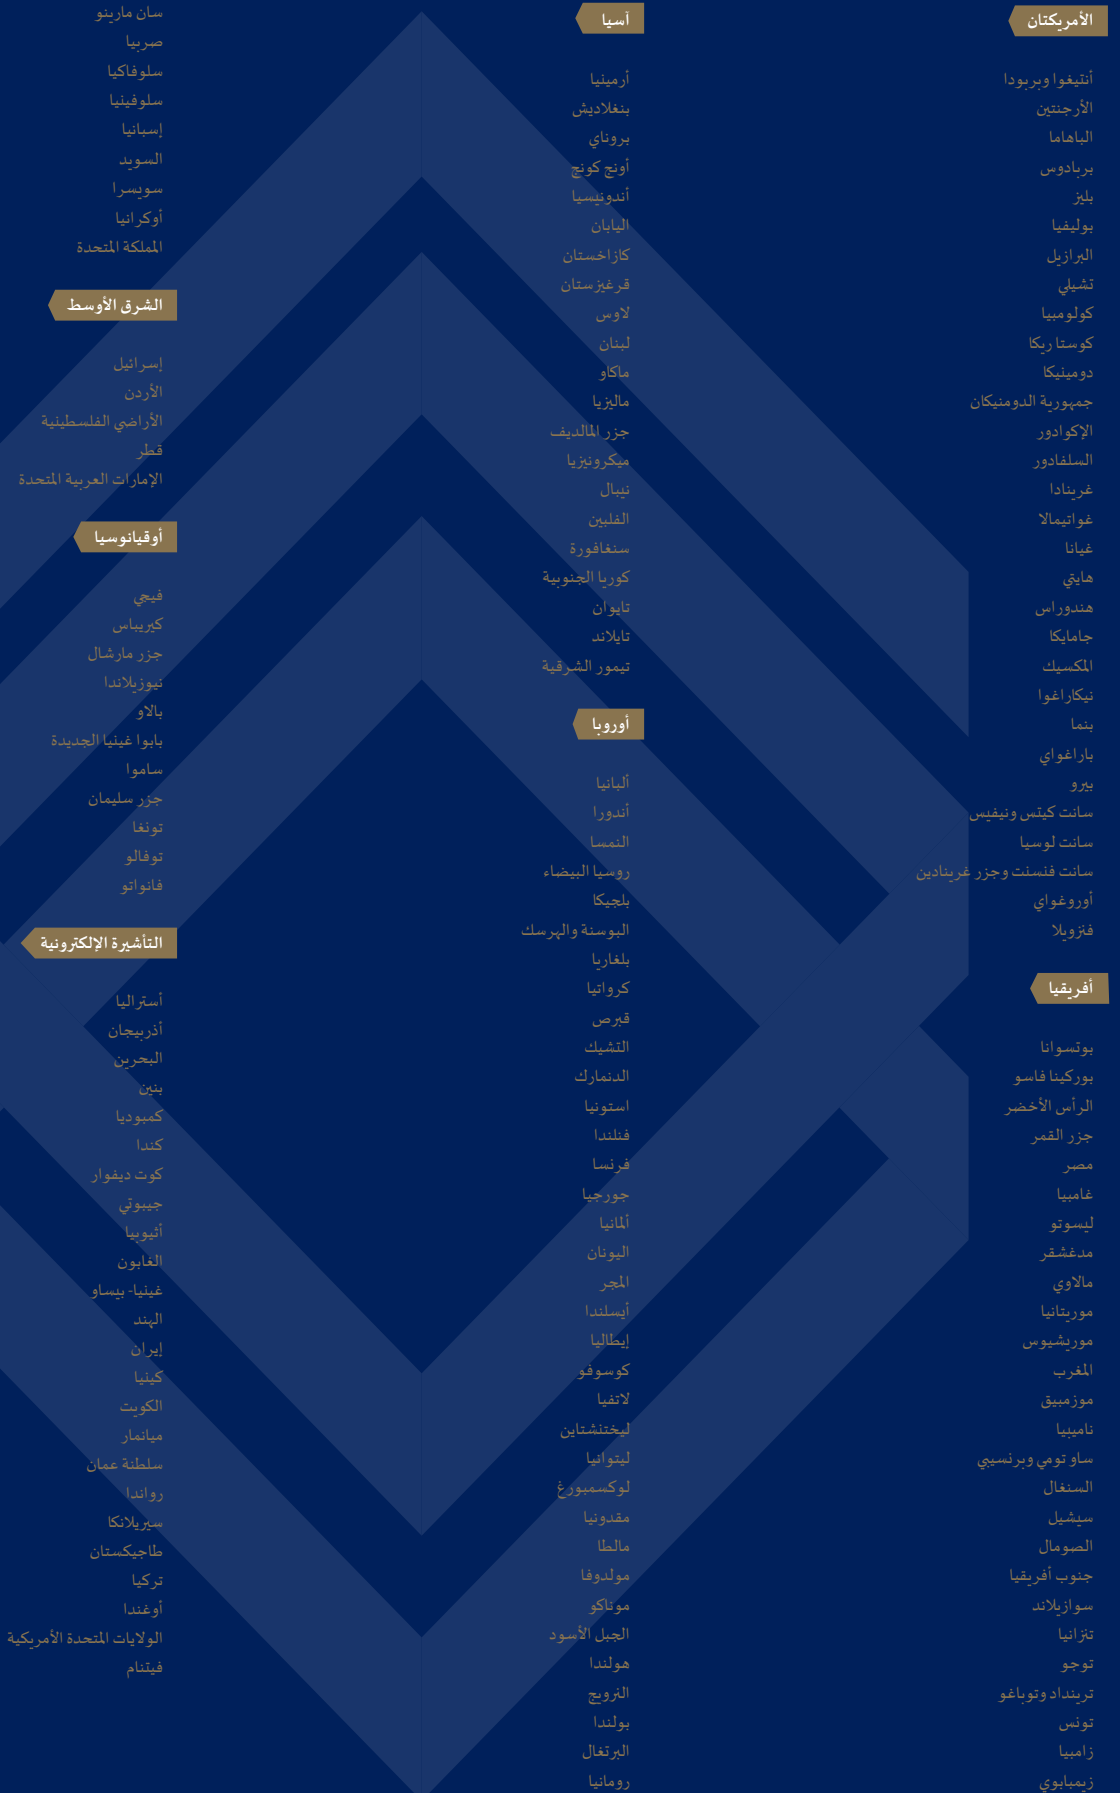 الأمريكتان
أنتيغوا وبربودا
الأرجنتين
الباهاما
بربادوس
بليز
بوليفيا
البرازيل
تشيلي
كولومبيا
كوستا ريكا
دومينيكا
جمهورية الدومنيكان
الإكوادور
السلفادور
غرينادا
غواتيمالا
غيانا
هايتي
هندوراس
جامايكا
المكسيك
نيكاراغوا
بنما
باراغواي
بيرو
سانت كيتس ونيفيس
سانت لوسيا
سانت فنسنت وجزر غرينادين
أوروغواي
فنزويلا
أفريقيا
بوتسوانا
بوركينا فاسو
الرأس الأخضر
جزر القمر
مصر
غامبيا
ليسوتو
مدغشقر
مالاوي
موريتانيا
موريشيوس
المغرب
موزمبيق
ناميبيا
ساو تومي وبرنسيبي
السنغال
سيشيل
الصومال
جنوب أفريقيا
سوازيلاند
تنزانيا
توجو
ترينداد وتوباغو
تونس
زامبيا
زيمبابوي
آسيا
أرمينيا
بنغلاديش
بروناي
أونج كونج
أندونيسيا
اليابان
كازاخستان
قرغيزستان
لاوس
لبنان
ماكاو
ماليزيا
جزر المالديف
ميكرونيزيا
نيبال
الفلبين
سنغافورة
كوريا الجنوبية
تايوان
تايلاند
تيمور الشرقية
أوروبا
ألبانيا
أندورا
النمسا
روسيا البيضاء
بلجيكا
البوسنة والهرسك
بلغاريا
كرواتيا
قبرص
التشيك
الدنمارك
استونيا
فنلندا
فرنسا
جورجيا
ألمانيا
اليونان
المجر
أيسلندا
إيطاليا
كوسوفو
لاتفيا
ليختنشتاين
ليتوانيا
لوكسمبورغ
مقدونيا
مالطا
مولدوفا
موناكو
الجبل الأسود
هولندا
النرويج
بولندا
البرتغال
رومانيا
سان مارينو
صربيا
سلوفاكيا
سلوفينيا
إسبانيا
السويد
سويسرا
أوكرانيا
المملكة المتحدة
الشرق الأوسط
إسرائيل
الأردن
الأراضي الفلسطينية
قطر
الإمارات العربية المتحدة
أوقيانوسيا
فيجي
كيريباس
جزر مارشال
نيوزيلاندا
بالاو
بابوا غينيا الجديدة
ساموا
جزر سليمان
تونغا
توفالو
فانواتو
التأشيرة الإلكترونية
أستراليا
أذربيجان
البحرين
بنين
كمبوديا
كندا
كوت ديفوار
جيبوتي
أثيوبيا
الغابون
غينيا- بيساو
الهند
إيران
كينيا
الكويت
ميانمار
سلطنة عمان
رواندا
سيريلانكا
طاجيكستان
تركيا
أوغندا
الولايات المتحدة الأمريكية
فيتنام